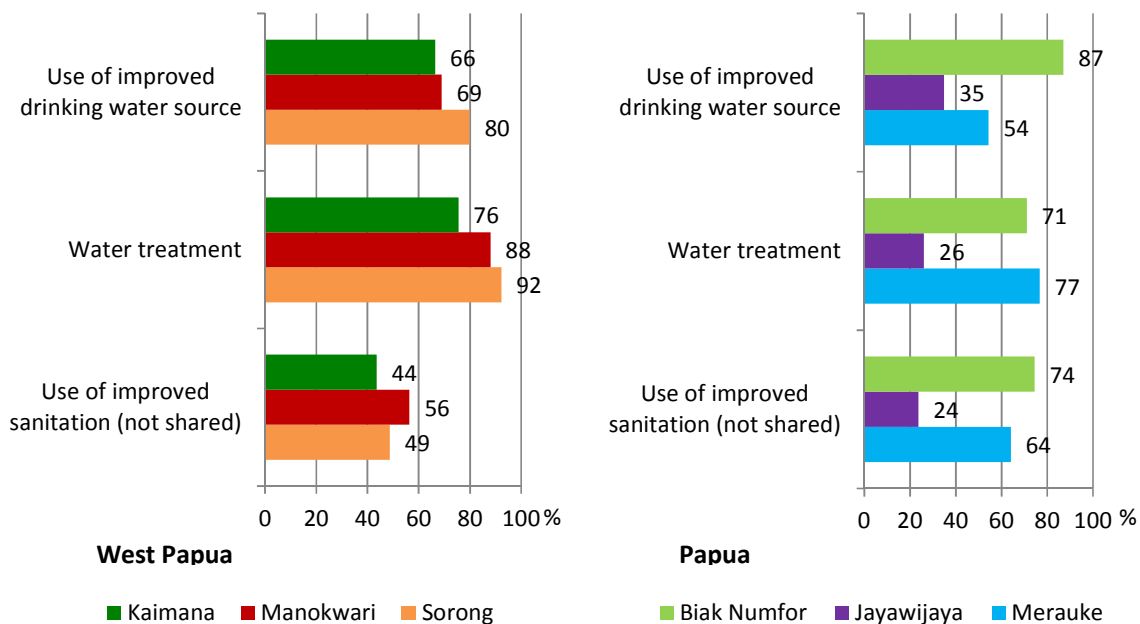 Use of improved
drinking water source
66
69
80
Water treatment
76
88
92
Use of improved
sanitation (not shared)
44
56
49
0 20 40 60 80 100 %
West Papua
Kaimana Manokwari Sorong
Use of improved
drinking water source
87
35
54
Water treatment
71
26
77
Use of improved
sanitation (not shared)
74
24
64
0 20 40 60 80 100 %
Papua
Biak Numfor Jayawijaya Merauke